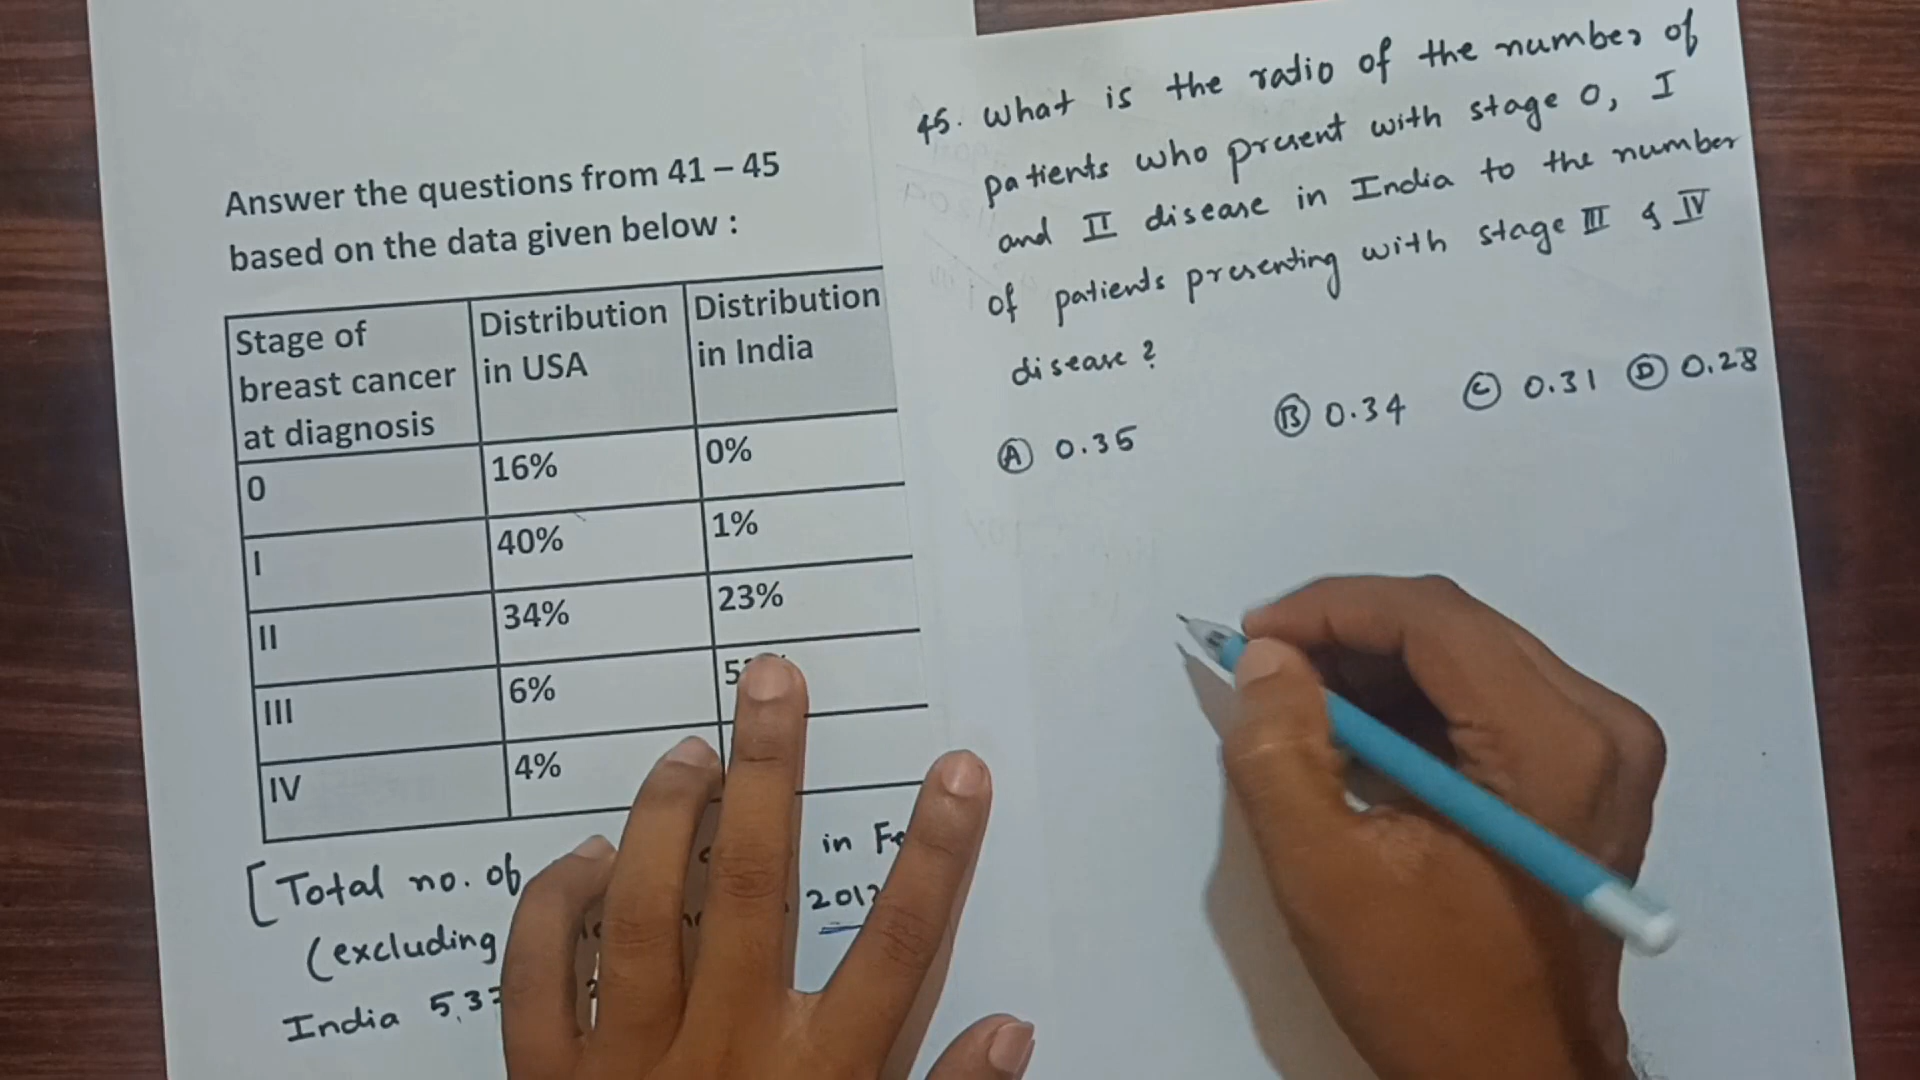 Answer the questions from 41 – 45
based on the data given below :
Stage of breast cancer at diagnosis
Distribution in USA
Distribution in India
0 16% 0%
I 40% 1%
II 34% 23%
III 6%
IV 4%
[Total no. of in
(excluding
India
45. What is the ratio of the number of
patients who present with stage 0, I
and II disease in India to the number
of patients presenting with stage III & IV
disease ?
(A) 0.35 (B) 0.34 (C) 0.31 (D) 0.28